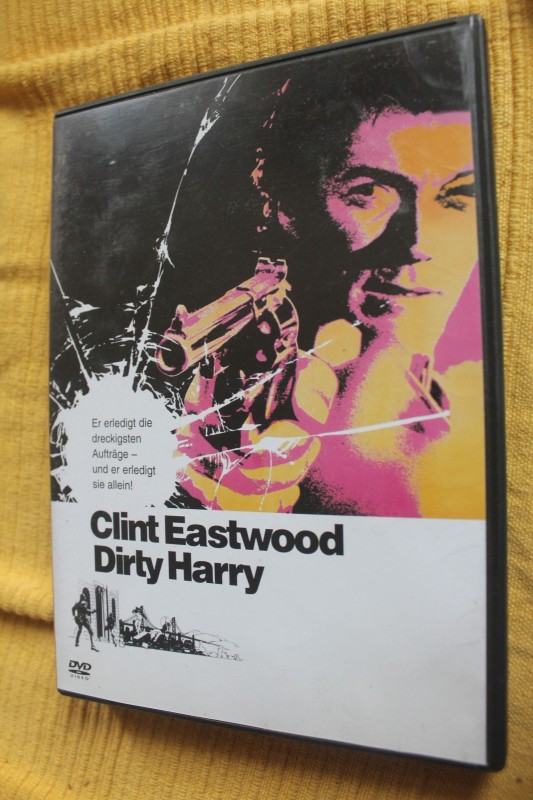 Er erledigt die
dreckigsten
Aufträge –
und er erledigt
sie allein!
Clint Eastwood
Dirty Harry
DVD
VIDEO